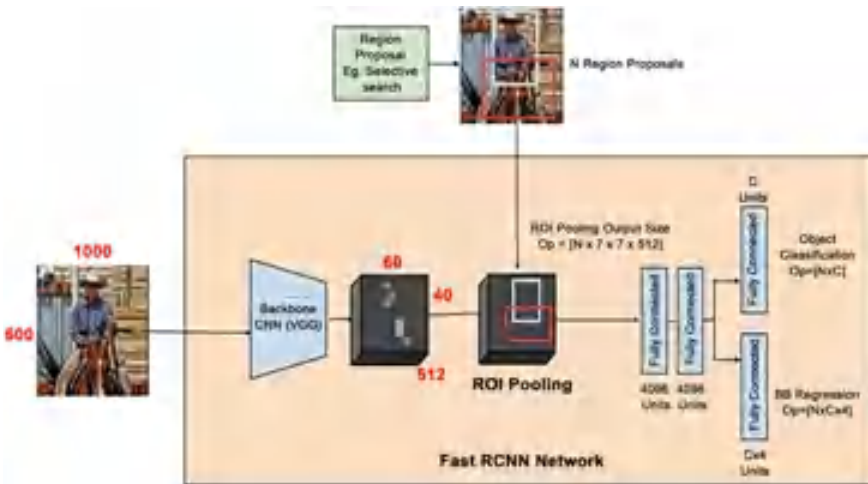 Region
Proposal
Eg. Selective
search
N Region Proposals
1000
600
Backbone
CNN (VGG)
60
40
512
ROI Pooling
ROI Pooling Output Size
Op = [N x 7 x 7 x 512]
Fully Connected
4096
Units
Fully Connected
4096
Units
C
Units
Fully Connected
Object
Classification
Op=[NxC]
Fully Connected
Cx4
Units
BB Regression
Op=[NxCx4]
Fast RCNN Network